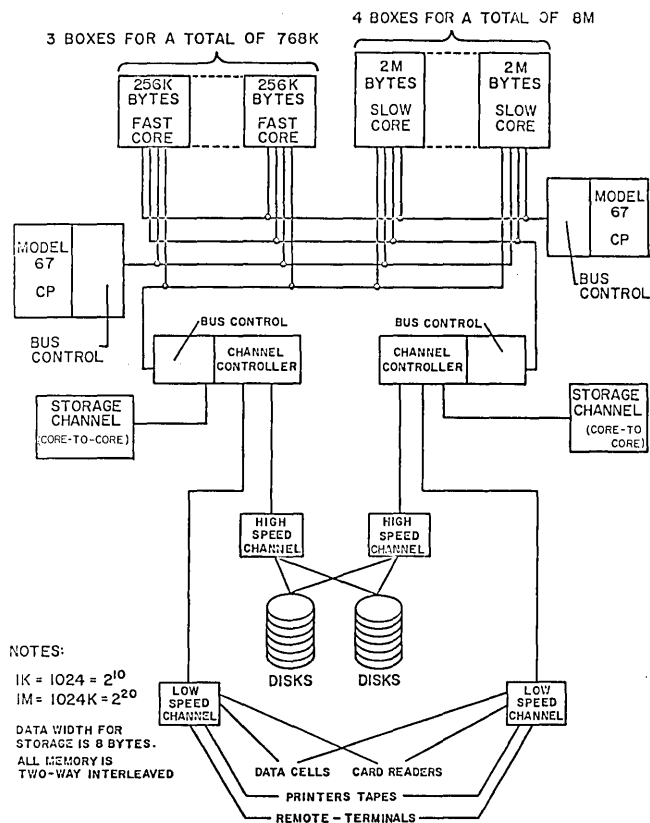 3 BOXES FOR A TOTAL OF 768K
4 BOXES FOR A TOTAL OF 8M
256K
BYTES
FAST
CORE
256K
BYTES
FAST
CORE
2M
BYTES
SLOW
CORE
2M
BYTES
SLOW
CORE
MODEL
67
CP
BUS
CONTROL
MODEL
67
CP
BUS
CONTROL
BUS CONTROL
CHANNEL
CONTROLLER
BUS CONTROL
CHANNEL
CONTROLLER
STORAGE
CHANNEL
(CORE-TO-CORE)
STORAGE
CHANNEL
(CORE-TO
CORE)
HIGH
SPEED
CHANNEL
HIGH
SPEED
CHANNEL
DISKS
DISKS
NOTES:
1K = 1024 = 2¹⁰
1M = 1024K = 2²⁰
DATA WIDTH FOR
STORAGE IS 8 BYTES.
ALL MEMORY IS
TWO-WAY INTERLEAVED
LOW
SPEED
CHANNEL
LOW
SPEED
CHANNEL
DATA CELLS
CARD READERS
PRINTERS TAPES
REMOTE-TERMINALS